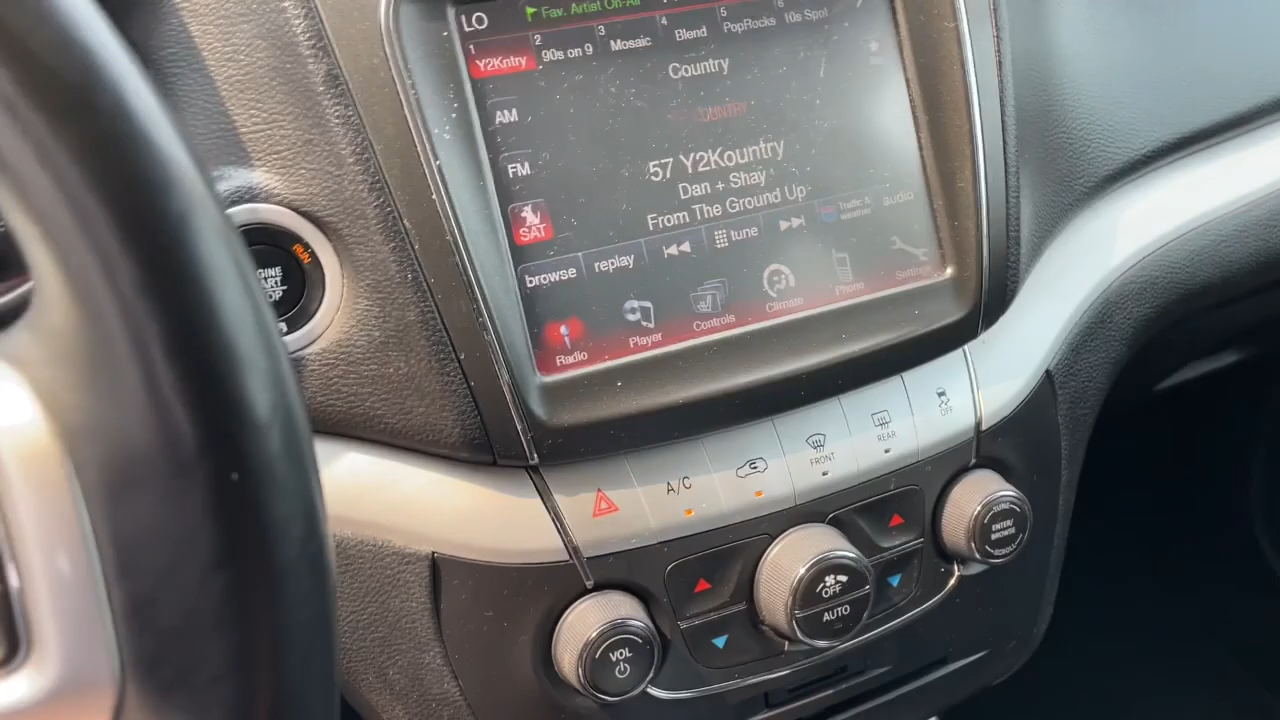 LO
Fav. Artist On-Air
1 2 3 4 5 6
Y2Kntry 90s on 9 Mosaic Blend PopRocks 10s Spot
Country
AM
COUNTRY
57 Y2Kountry
FM
Dan + Shay
From The Ground Up
SAT
browse replay tune Traffic & weather audio
Radio Player Controls Climate Phone Settings
RUN
A/C
FRONT
REAR
OFF
VOL
OFF
AUTO
TUNE
ENTER/
BROWSE
SCROLL